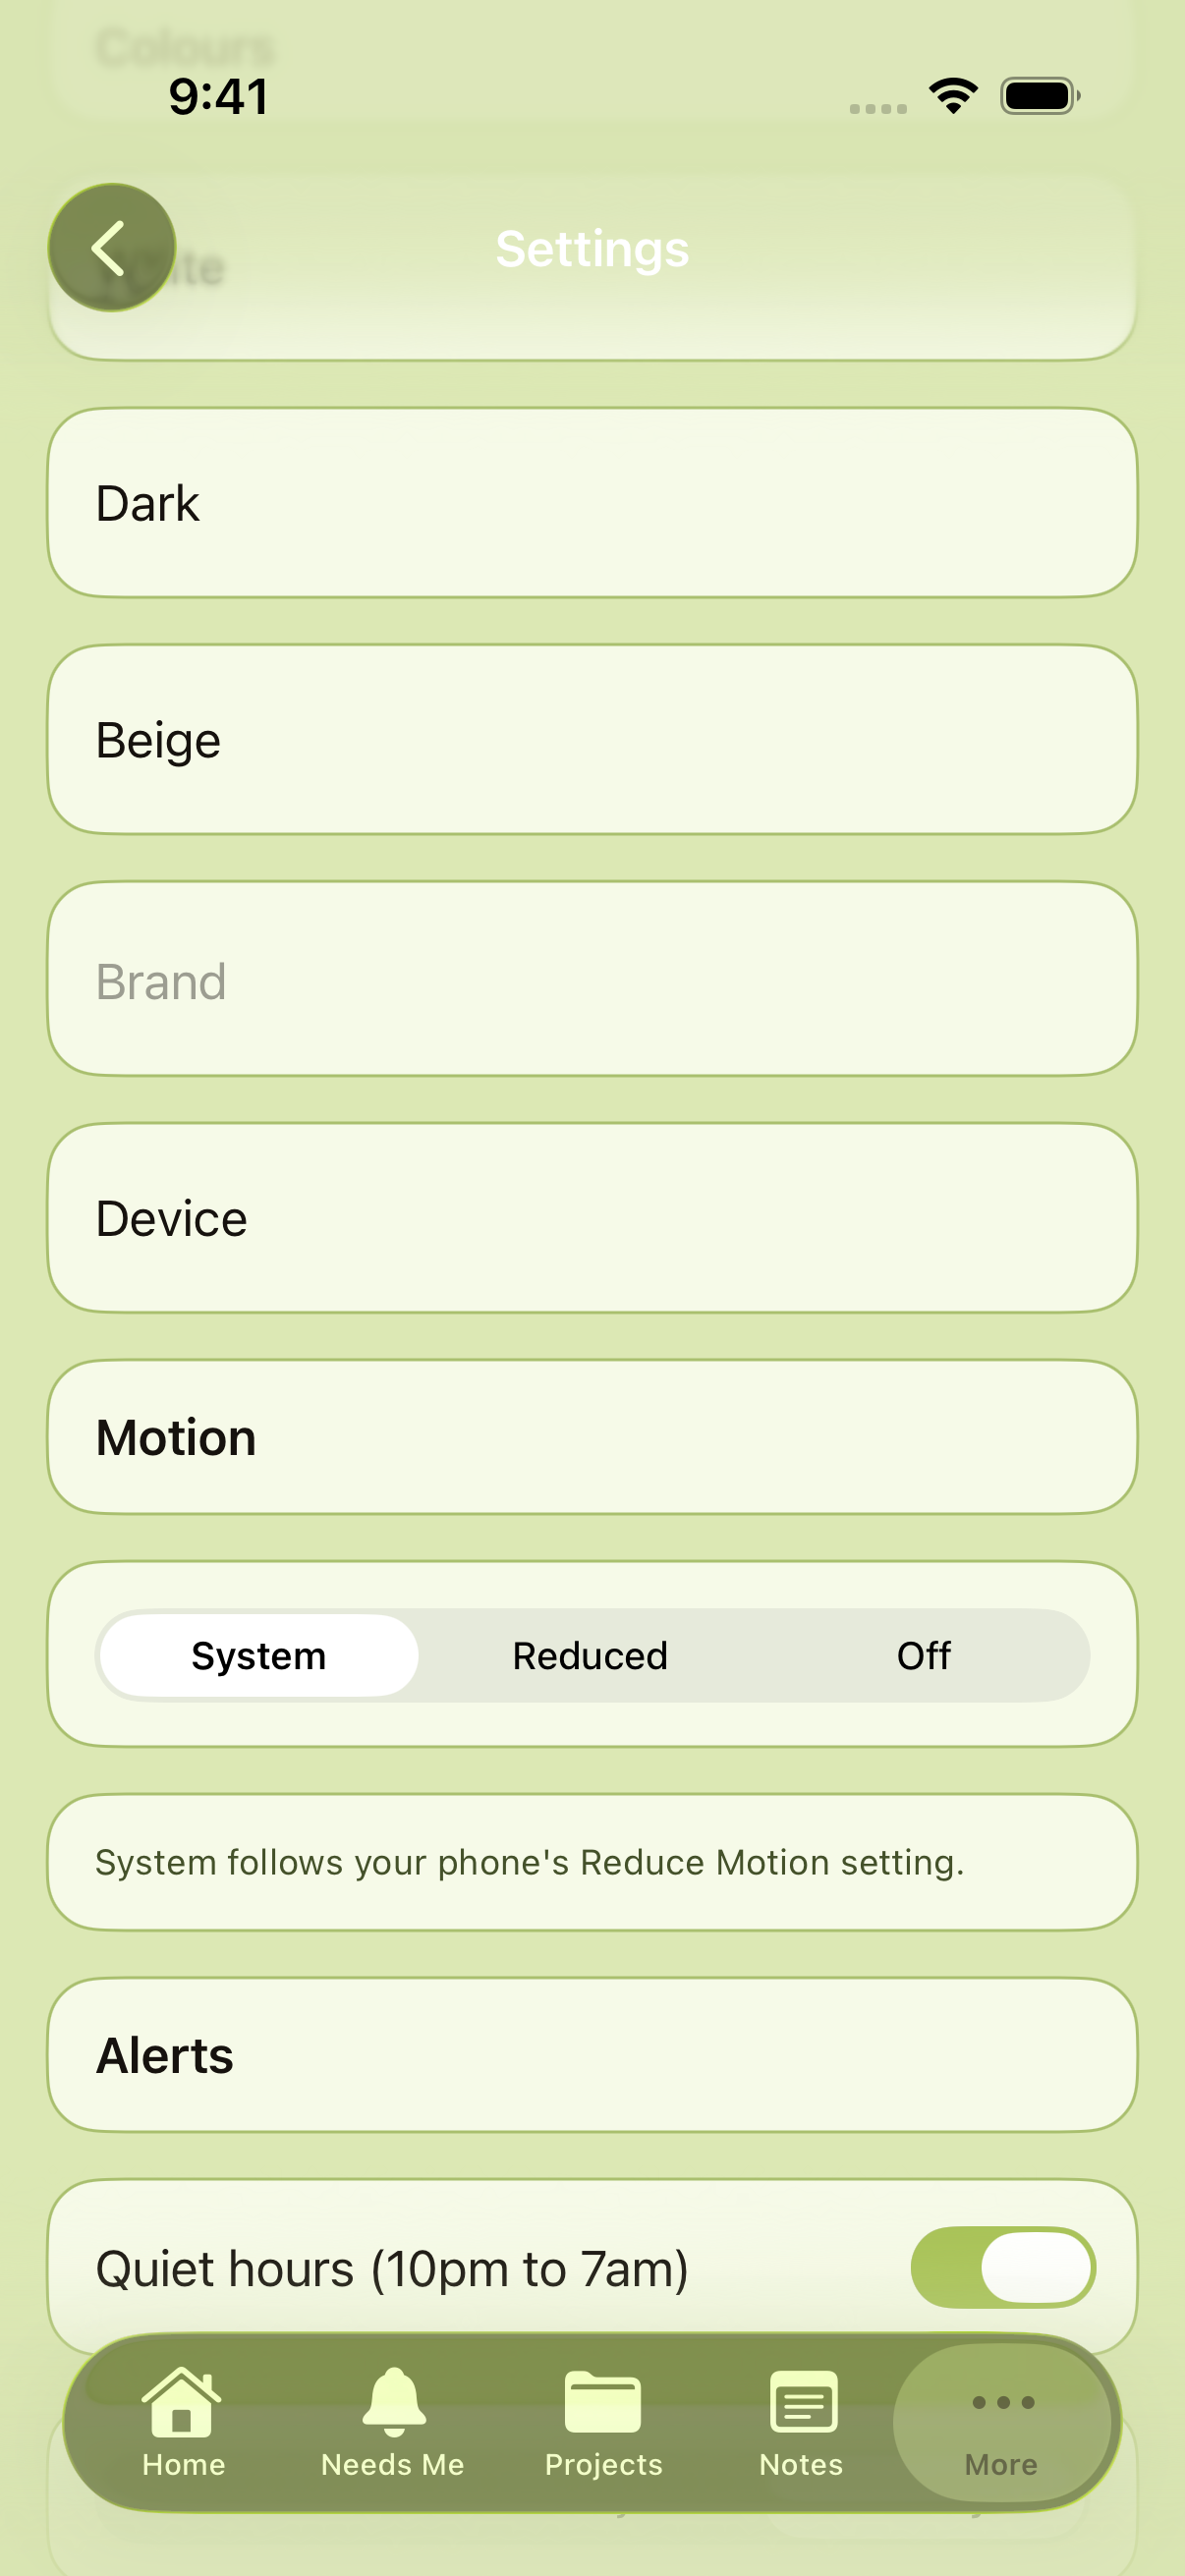 Colours
9:41
Settings
Dark
Beige
Brand
Device
Motion
System Reduced Off
System follows your phone's Reduce Motion setting.
Alerts
Quiet hours (10pm to 7am)
Home Needs Me Projects Notes More